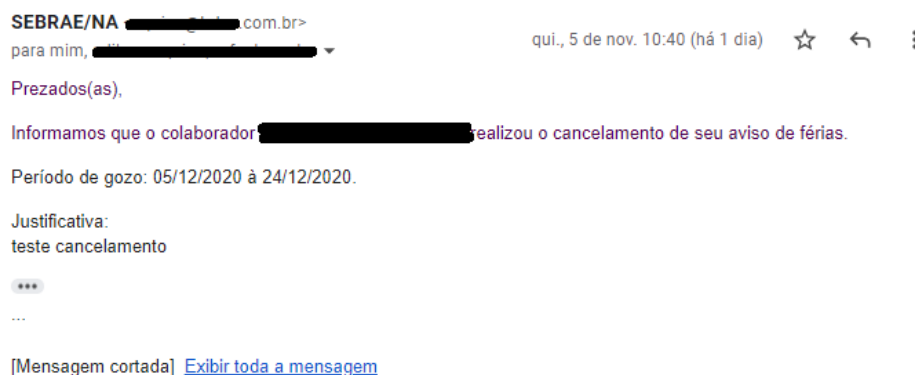 SEBRAE/NA .com.br>
para mim,
qui., 5 de nov. 10:40 (há 1 dia)
Prezados(as),
Informamos que o colaborador realizou o cancelamento de seu aviso de férias.
Período de gozo: 05/12/2020 à 24/12/2020.
Justificativa:
teste cancelamento
...
[Mensagem cortada] Exibir toda a mensagem